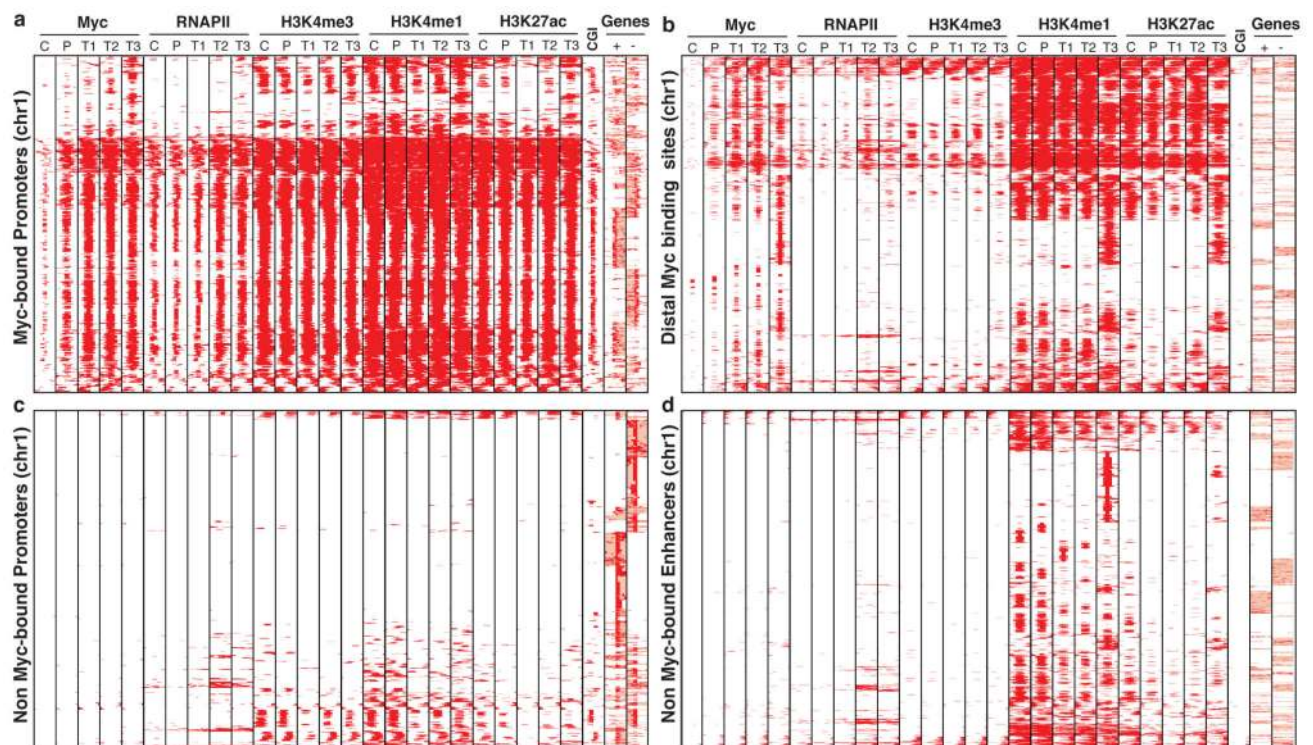 a
Myc RNAPII H3K4me3 H3K4me1 H3K27ac CGI Genes
C P T1 T2 T3 C P T1 T2 T3 C P T1 T2 T3 C P T1 T2 T3 C P T1 T2 T3 + -
Myc-bound Promoters (chr1)
b
Myc RNAPII H3K4me3 H3K4me1 H3K27ac CGI Genes
C P T1 T2 T3 C P T1 T2 T3 C P T1 T2 T3 C P T1 T2 T3 C P T1 T2 T3 + -
Distal Myc binding sites (chr1)
c
Non Myc-bound Promoters (chr1)
d
Non Myc-bound Enhancers (chr1)